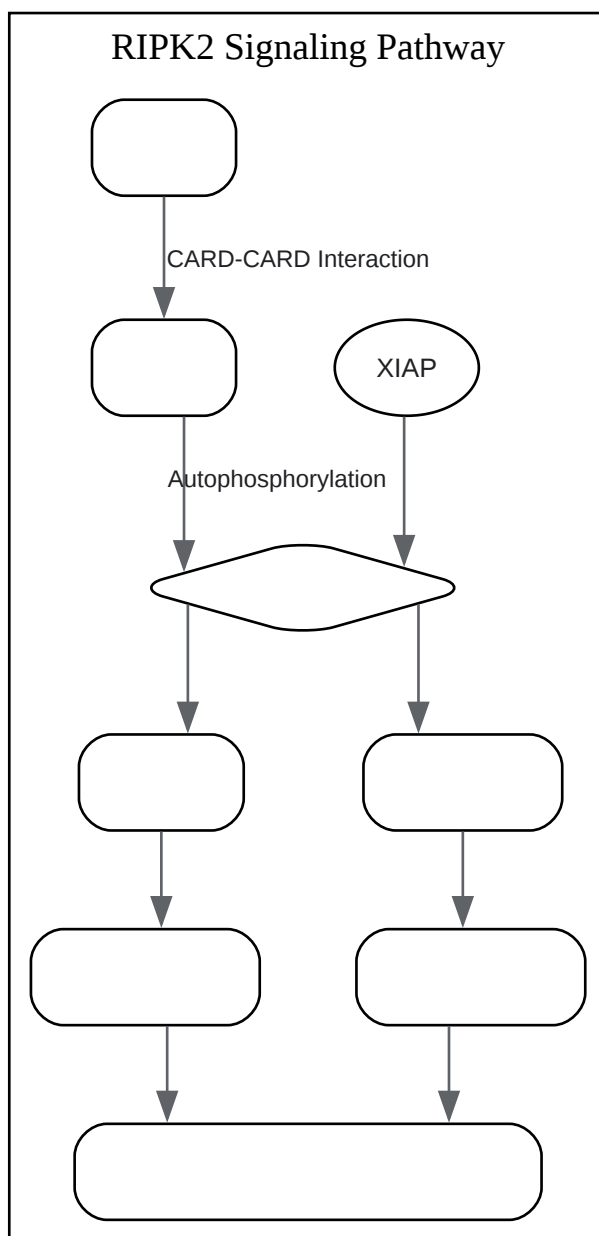 RIPK2 Signaling Pathway
CARD-CARD Interaction
XIAP
Autophosphorylation